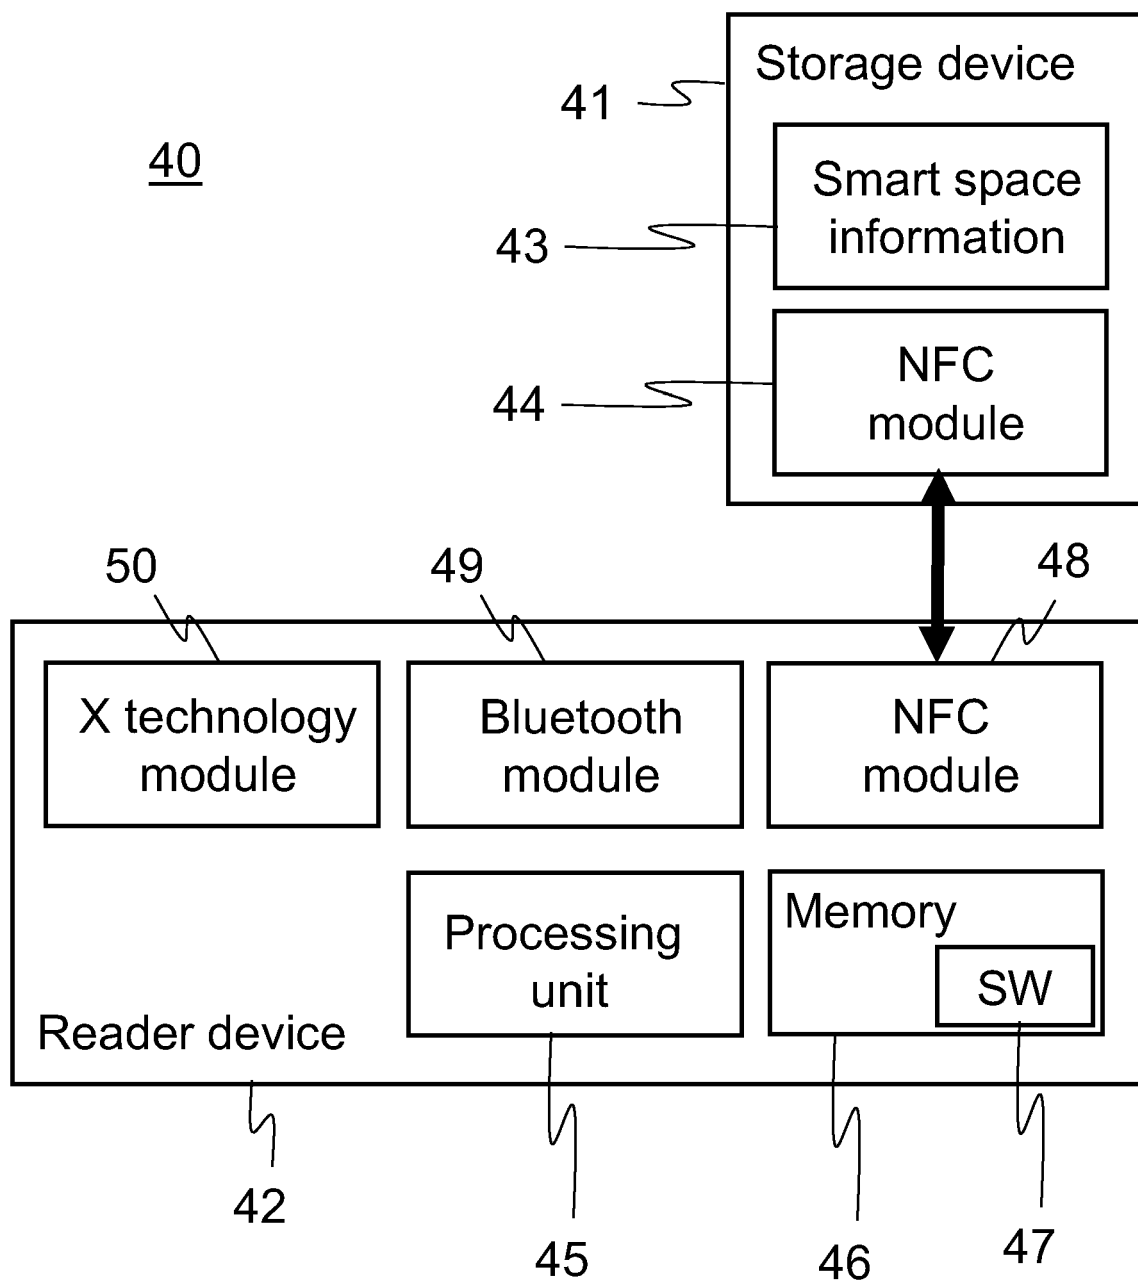 Storage device
41
40
Smart space
information
43
NFC
module
44
50
49
48
X technology
module
Bluetooth
module
NFC
module
Processing
unit
Memory
SW
Reader device
42
45
46
47